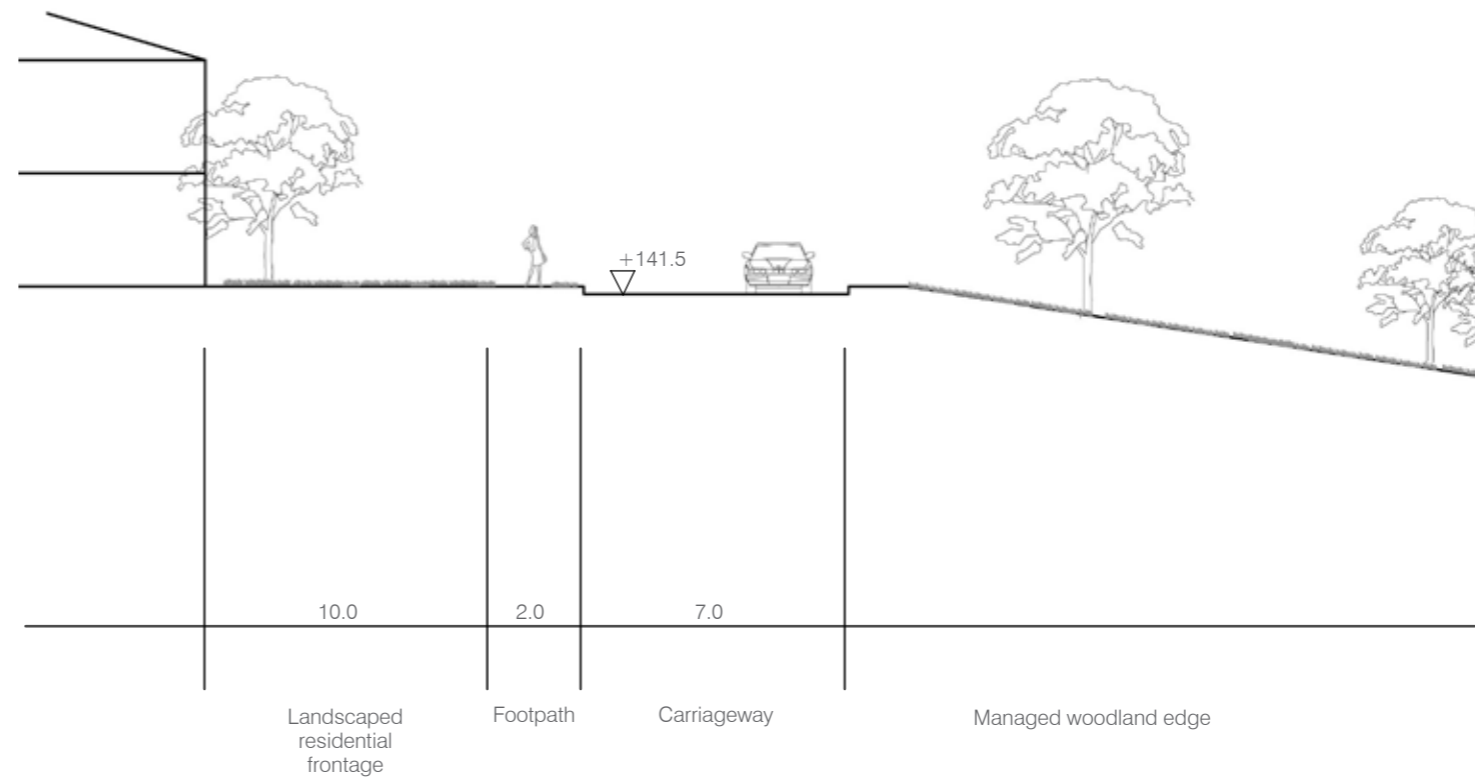 +141.5
10.0
2.0
7.0
Landscaped
residential
frontage
Footpath
Carriageway
Managed woodland edge